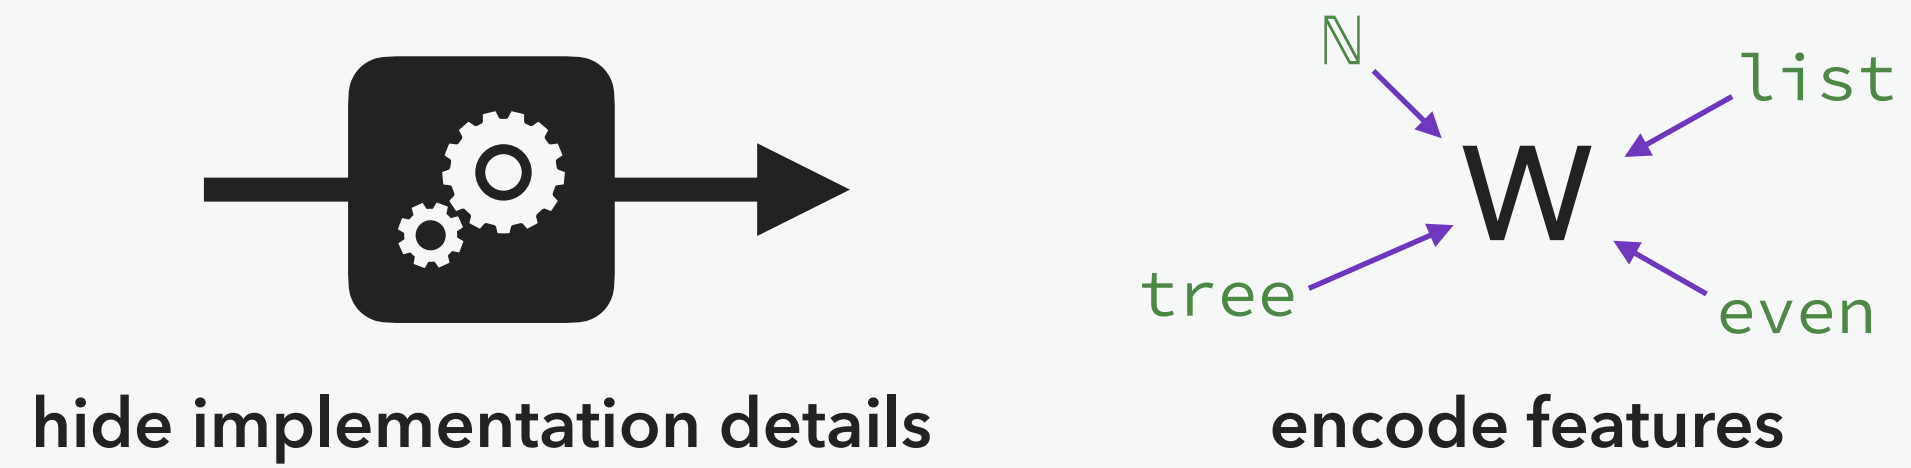 ℕ
list
W
tree
even
hide implementation details
encode features